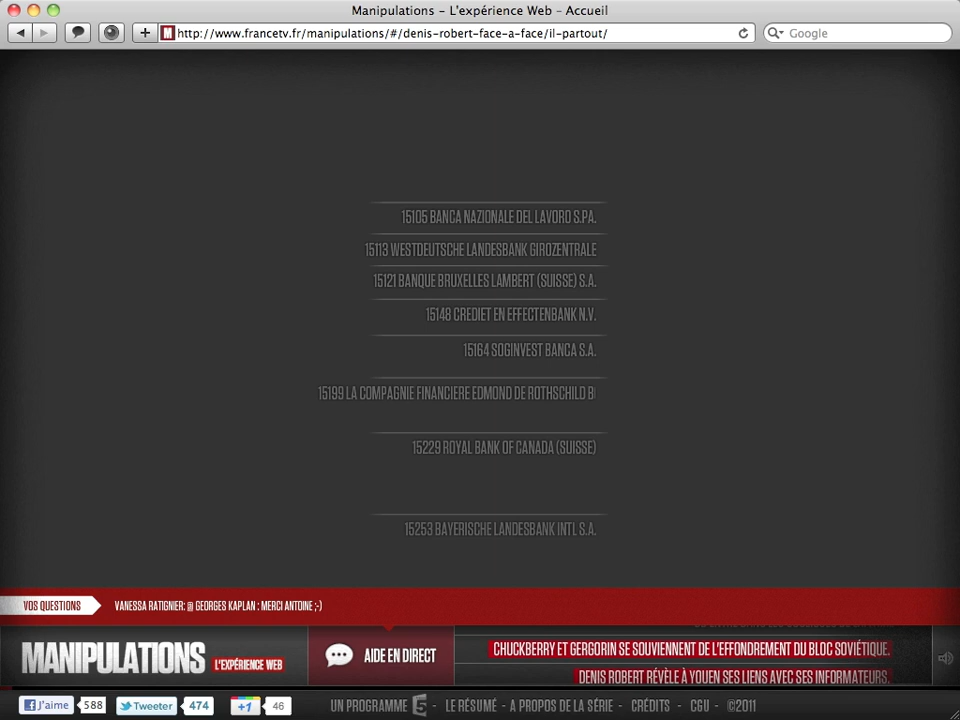 Manipulations – L'expérience Web – Accueil
http://www.francetv.fr/manipulations/#/denis-robert-face-a-face/il-partout/
Google
15105 BANCA NAZIONALE DEL LAVORO S.P.A.
15113 WESTDEUTSCHE LANDESBANK GIROZENTRALE
15121 BANQUE BRUXELLES LAMBERT (SUISSE) S.A.
15148 CREDIET EN EFFECTENBANK N.V.
15164 SOGINVEST BANCA S.A.
15199 LA COMPAGNIE FINANCIERE EDMOND DE ROTHSCHILD B
15229 ROYAL BANK OF CANADA (SUISSE)
15253 BAYERISCHE LANDESBANK INTL S.A.
VOS QUESTIONS
VANESSA RATIGNIER: @ GEORGES KAPLAN : MERCI ANTOINE ;-)
MANIPULATIONS L'EXPÉRIENCE WEB
AIDE EN DIRECT
CHUCKBERRY ET GERGORIN SE SOUVIENNENT DE L'EFFONDREMENT DU BLOC SOVIÉTIQUE.
DENIS ROBERT RÉVÈLE À YOUEN SES LIENS AVEC SES INFORMATEURS.
J'aime 588 Tweeter 474 +1 46
UN PROGRAMME 5 - LE RÉSUMÉ - A PROPOS DE LA SÉRIE - CRÉDITS - CGU - ©2011